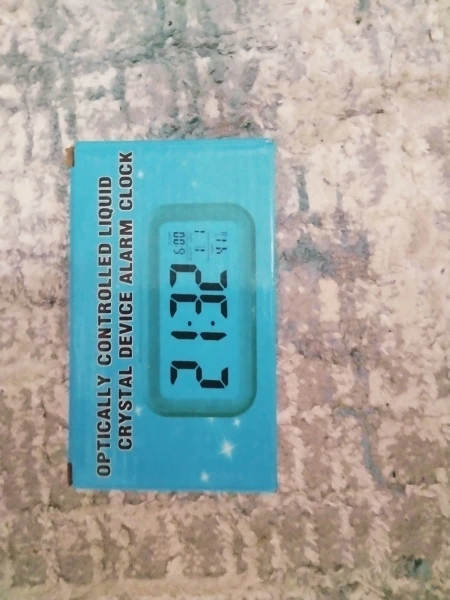 OPTICALLY CONTROLLED LIQUID
CRYSTAL DEVICE ALARM CLOCK
21:32
6:00